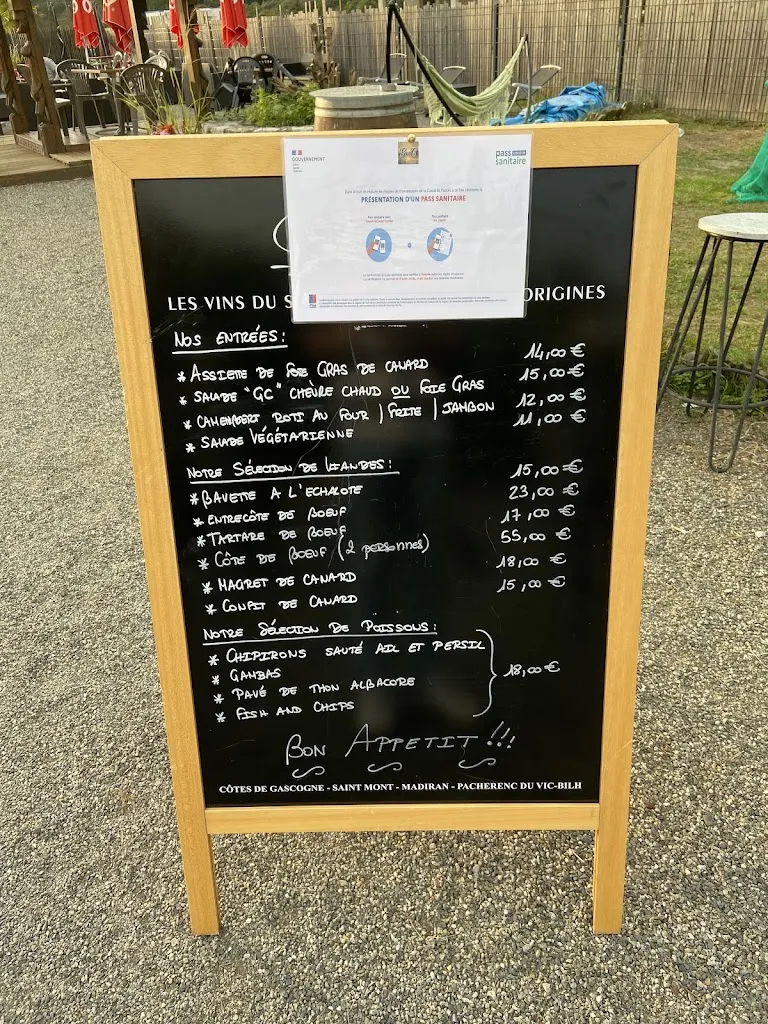 GOUVERNEMENT
pass sanitaire
PRÉSENTATION D'UN PASS SANITAIRE
LES VINS DU S
ORIGINES
NOS ENTRÉES:
* ASSIETE DE FOIE GRAS DE CANARD 14,00 €
* SALADE "GC" CHÈVRE CHAUD OU FOIE GRAS 15,00 €
* CAMEMBERT ROTI AU FOUR / FRITE / JAMBON 12,00 €
* SALADE VÉGÉTARIENNE 11,00 €
NOTRE SÉLECTION DE VIANDES:
* BAVETTE A L'ECHALOTE 15,00 €
* ENTRECÔTE DE BOEUF 23,00 €
* TARTARE DE BOEUF 17,00 €
* CÔTE DE BOEUF (2 personnes) 55,00 €
* MAGRET DE CANARD 18,00 €
* CONFIT DE CANARD 15,00 €
NOTRE SÉLECTION DE POISSONS:
* CHIPIRONS SAUTÉ AIL ET PERSIL
* GAMBAS
18,00 €
* PAVÉ DE THON ALBACORE
* FISH AND CHIPS
BON APPETIT!!!
CÔTES DE GASCOGNE - SAINT MONT - MADIRAN - PACHERENC DU VIC-BILH